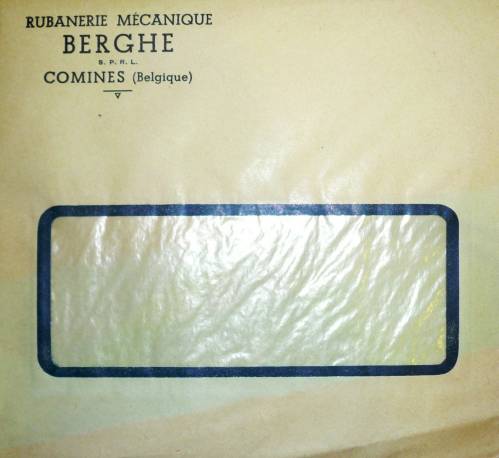 RUBANERIE MÉCANIQUE
BERGHE
S. P. R. L.
COMINES (Belgique)